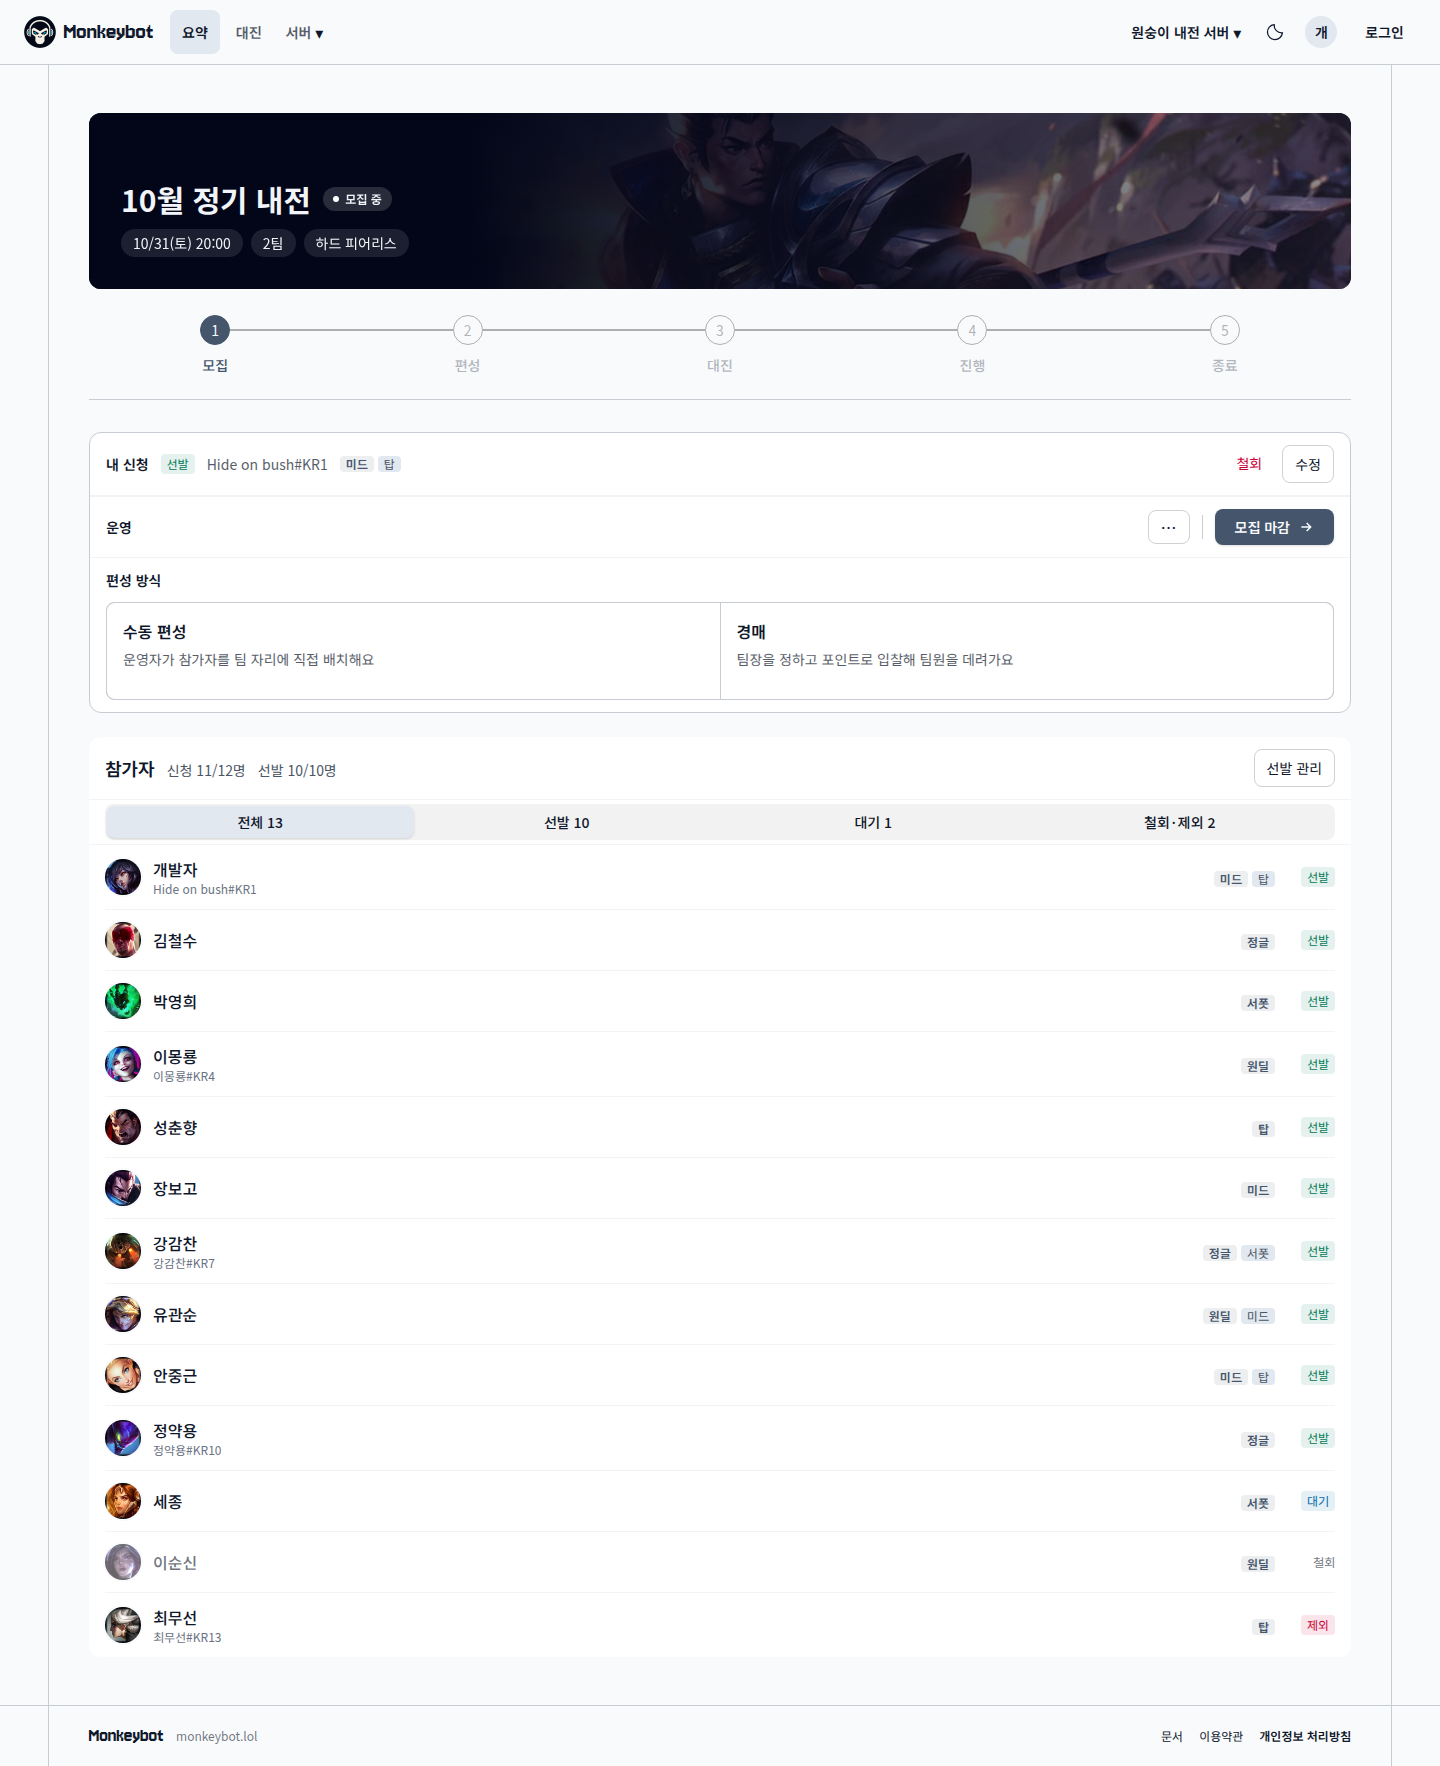 Monkeybot 요약 대진 서버 ▾ 원숭이 내전 서버 ▾ 개 로그인
10월 정기 내전 모집 중
10/31(토) 20:00 2팀 하드 피어리스
1 2 3 4 5
모집 편성 대진 진행 종료
내 신청 선발 Hide on bush#KR1 미드 탑 철회 수정
운영 ... 모집 마감 →
편성 방식
수동 편성 경매
운영자가 참가자를 팀 자리에 직접 배치해요 팀장을 정하고 포인트로 입찰해 팀원을 데려가요
참가자 신청 11/12명 선발 10/10명 선발 관리
전체 13 선발 10 대기 1 철회·제외 2
개발자 미드 탑 선발
Hide on bush#KR1
김철수 정글 선발
박영희 서폿 선발
이몽룡 원딜 선발
이몽룡#KR4
성춘향 탑 선발
장보고 미드 선발
강감찬 정글 서폿 선발
강감찬#KR7
유관순 원딜 미드 선발
안중근 미드 탑 선발
정약용 정글 선발
정약용#KR10
세종 서폿 대기
이순신 원딜 철회
최무선 탑 제외
최무선#KR13
Monkeybot monkeybot.lol 문서 이용약관 개인정보 처리방침